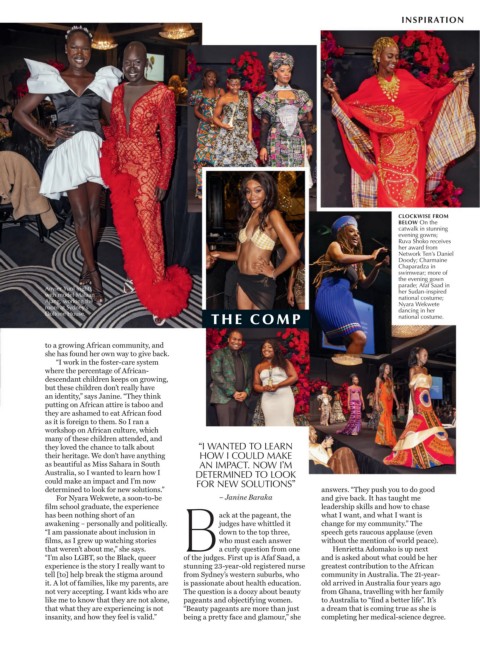 INSPIRATION
CLOCKWISE FROM
BELOW On the
catwalk in stunning
evening gowns;
Ruva Shoko receives
her award from
Network Ten's Daniel
Doody; Charmaine
Chaparadza in
swimwear; more of
the evening gown
parade; Afaf Saad in
her Sudan-inspired
national costume;
Nyara Wekwete
dancing in her
national costume.
THE COMP
to a growing African community, and
she has found her own way to give back.
"I work in the foster-care system
where the percentage of African-
descendant children keeps on growing,
but these children don't really have
an identity," says Janine. "They think
putting on African attire is taboo and
they are ashamed to eat African food
as it is foreign to them. So I ran a
workshop on African culture, which
many of these children attended, and
they loved the chance to talk about
their heritage. We don't have anything
as beautiful as Miss Sahara in South
Australia, so I wanted to learn how I
could make an impact and I'm now
determined to look for new solutions."
For Nyara Wekwete, a soon-to-be
film school graduate, the experience
has been nothing short of an
awakening – personally and politically.
"I am passionate about inclusion in
films, as I grew up watching stories
that weren't about me," she says.
"I'm also LGBT, so the Black, queer
experience is the story I really want to
tell [to] help break the stigma around
it. A lot of families, like my parents, are
not very accepting. I want kids who are
like me to know that they are not alone,
that what they are experiencing is not
insanity, and how they feel is valid."
"I WANTED TO LEARN
HOW I COULD MAKE
AN IMPACT. NOW I'M
DETERMINED TO LOOK
FOR NEW SOLUTIONS"
– Janine Baraka
Back at the pageant, the
judges have whittled it
down to the top three,
who must each answer
a curly question from one
of the judges. First up is Afaf Saad, a
stunning 23-year-old registered nurse
from Sydney's western suburbs, who
is passionate about health education.
The question is a doozy about beauty
pageants and objectifying women.
"Beauty pageants are more than just
being a pretty face and glamour," she
answers. "They push you to do good
and give back. It has taught me
leadership skills and how to chase
what I want, and what I want is
change for my community." The
speech gets raucous applause (even
without the mention of peace).
Henrietta Adomako is up next
and is asked about what could be her
greatest contribution to the African
community in Australia. The 21-year-
old arrived in Australia four years ago
from Ghana, travelling with her family
to Australia to "find a better life". It's
a dream that is coming true as she is
completing her medical-science degree.